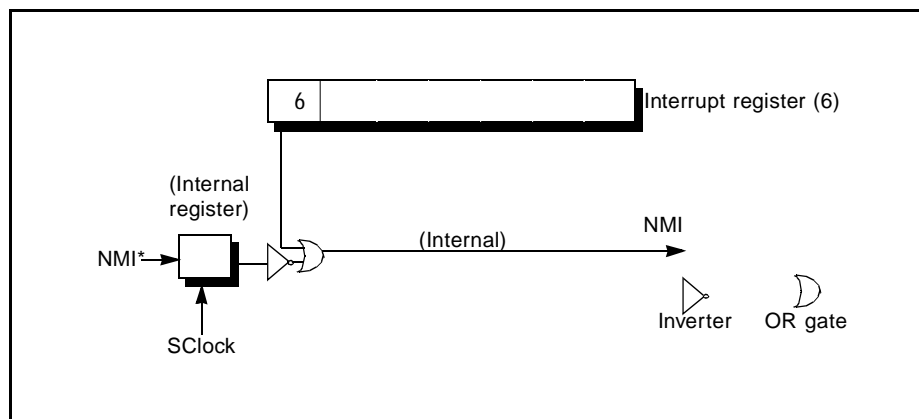 6
Interrupt register (6)
(Internal
register)
NMI*
(Internal)
NMI
SClock
Inverter
OR gate